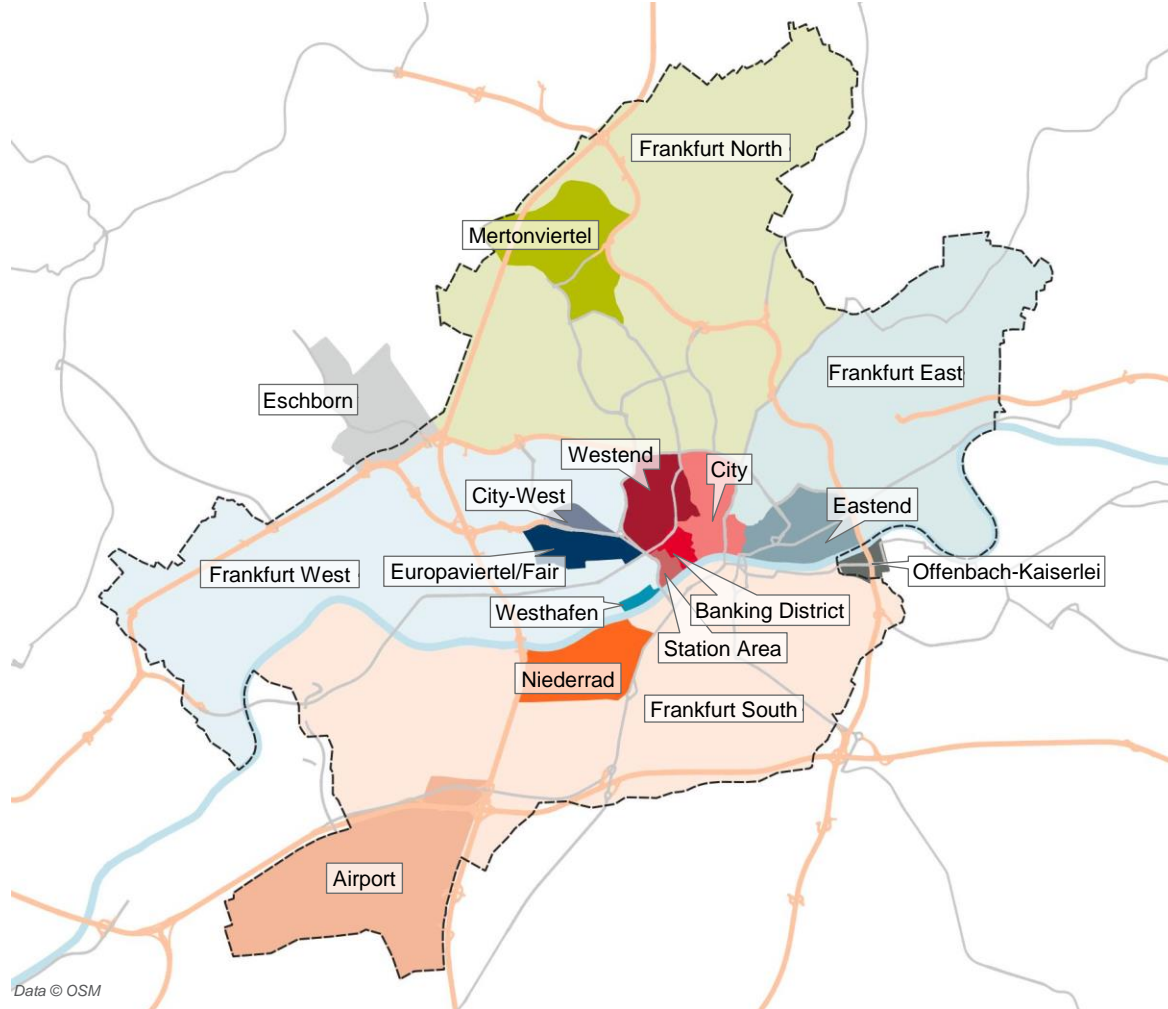 Frankfurt North
Mertonviertel
Frankfurt East
Eschborn
Westend
City
City-West
Eastend
Frankfurt West
Europaviertel/Fair
Offenbach-Kaiserlei
Westhafen
Banking District
Station Area
Niederrad
Frankfurt South
Airport
Data © OSM